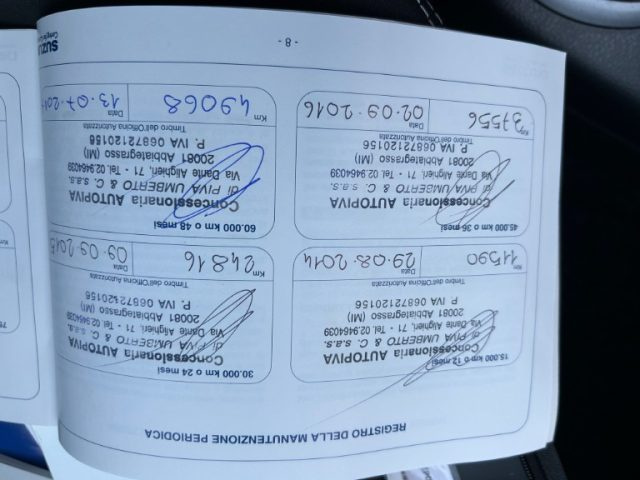 REGISTRO DELLA MANUTENZIONE PERIODICA
15.000 km o 12 mesi
Concessionaria AUTOPIVA
di PIVA UMBERTO & C. s.a.s.
Via Dante Alighieri, 71 - Tel. 02.9464039
20081 Abbiategrasso (MI)
P. IVA 06872120156
Timbro dell'Officina Autorizzata
Km 11590
Data 29.08.2014
30.000 km o 24 mesi
Concessionaria AUTOPIVA
di PIVA UMBERTO & C. s.a.s.
Via Dante Alighieri, 71 - Tel. 02.9464039
20081 Abbiategrasso (MI)
P. IVA 06872120156
Timbro dell'Officina Autorizzata
Km 24816
Data 09.09.2015
45.000 km o 36 mesi
Concessionaria AUTOPIVA
di PIVA UMBERTO & C. s.a.s.
Via Dante Alighieri, 71 - Tel. 02.9464039
20081 Abbiategrasso (MI)
P. IVA 06872120156
Timbro dell'Officina Autorizzata
Km 37556
Data 02.09.2016
60.000 km o 48 mesi
Concessionaria AUTOPIVA
di PIVA UMBERTO & C. s.a.s.
Via Dante Alighieri, 71 - Tel. 02.9464039
20081 Abbiategrasso (MI)
P. IVA 06872120156
Timbro dell'Officina Autorizzata
Km 49068
Data 13.07.201
- 8 -
SUZU
75
Km